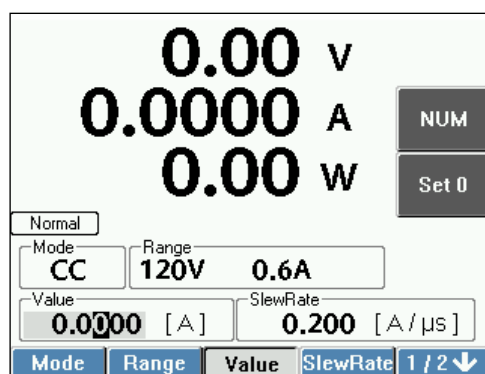 0.00 V
0.0000 A
0.00 W
NUM
Set 0
Normal
Mode
CC
Range
120V 0.6A
Value
0.0000 [A]
SlewRate
0.200 [A/µs]
Mode Range Value SlewRate 1/2